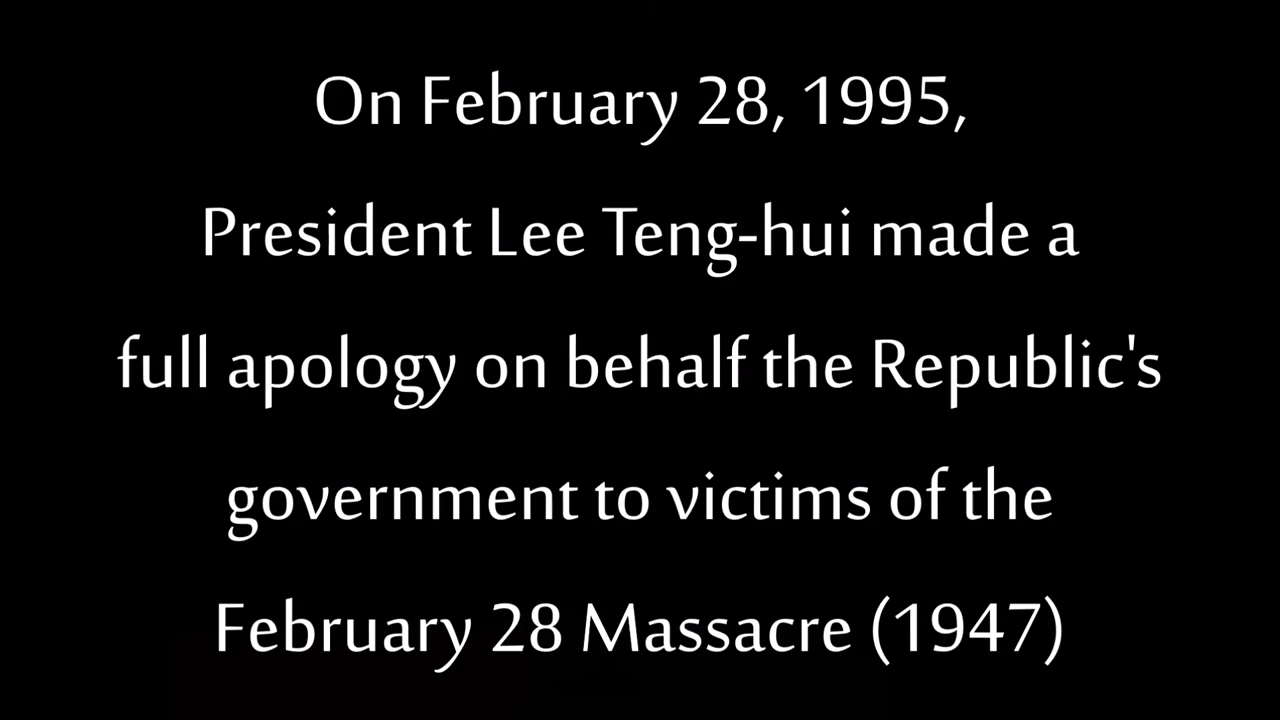 On February 28, 1995,
President Lee Teng-hui made a
full apology on behalf the Republic's
government to victims of the
February 28 Massacre (1947)